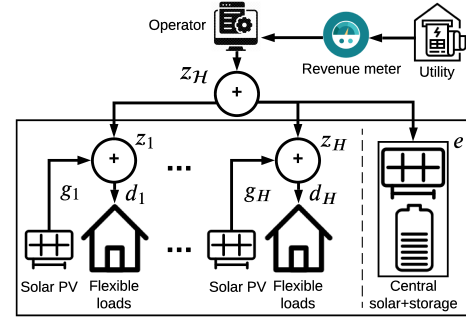 Operator
Revenue meter
Utility
z_ℋ
+
z_1
z_H
e
+
...
+
g_1
d_1
g_H
d_H
...
Solar PV
Flexible
loads
Solar PV
Flexible
loads
Central
solar+storage